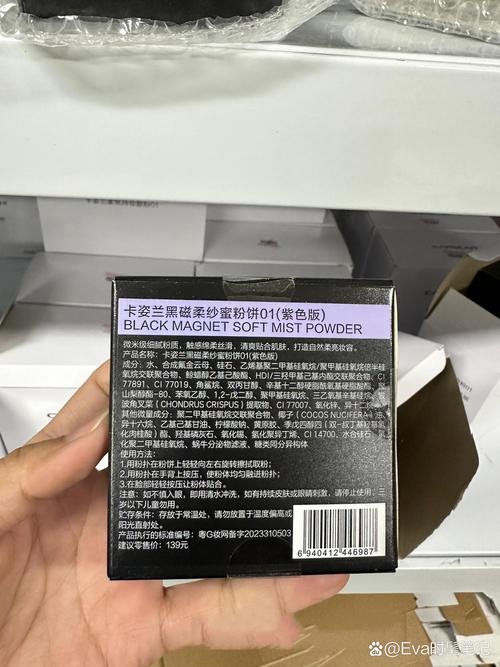 卡姿兰黑磁柔纱蜜粉饼01(紫色版)
BLACK MAGNET SOFT MIST POWDER
微米级细腻粉质，触感绵柔丝滑，清爽贴合肌肤，打造自然柔亮妆容。
产品名称：卡姿兰黑磁柔纱蜜粉饼01(紫色版)
成分：水、合成氟金云母、硅石、乙烯基聚二甲基硅氧烷/聚甲基硅氧烷倍半硅
氧烷交联聚合物、鲸蜡醇乙基己酸酯、HDI/三羟甲基己基内酯交联聚合物、CI
77891、CI 77019、角鲨烷、双丙甘醇、辛基十二醇硬脂酰氧基硬脂酸酯、
山梨醇酯-80、苯氧乙醇、1,2-戊二醇、聚甲基硅氧烷、三乙氧基辛基硅烷、
波角叉菜（CHONDRUS CRISPUS）提取物、CI 77007、氧化锌、异十二
其他微量成分：聚二甲基硅氧烷交联聚合物、椰子（COCOS NUCIFERA）
油、异十六烷、乙基己基甘油、柠檬酸钠、黄原胶、季戊四醇四（双-叔丁基羟基氢
化肉桂酸）酯、羟基磷灰石、氧化锡、氢化聚异丁烯、CI 14700、水合硅石、
化聚二甲基硅氧烷、蜗牛分泌物滤液、糖类同分异构体
使用方法：
1.用粉扑在粉饼上轻轻向左右旋转擦拭取粉；
2.用粉扑在手背上按压，使粉体均匀融进粉扑；
3.在脸部轻轻按压让粉体贴合
注意：如不慎入眼，即用清水冲洗，如有持续皮肤或眼睛刺激，请停止使用。三
岁以下儿童勿用。
贮存条件：存放于常温处，请勿放置于温度偏高或
阳光直射处。
产品执行的标准编号：粤G妆网备字2023310503
建议零售价：139元
6 940412 446987
@Eva时髦笔记